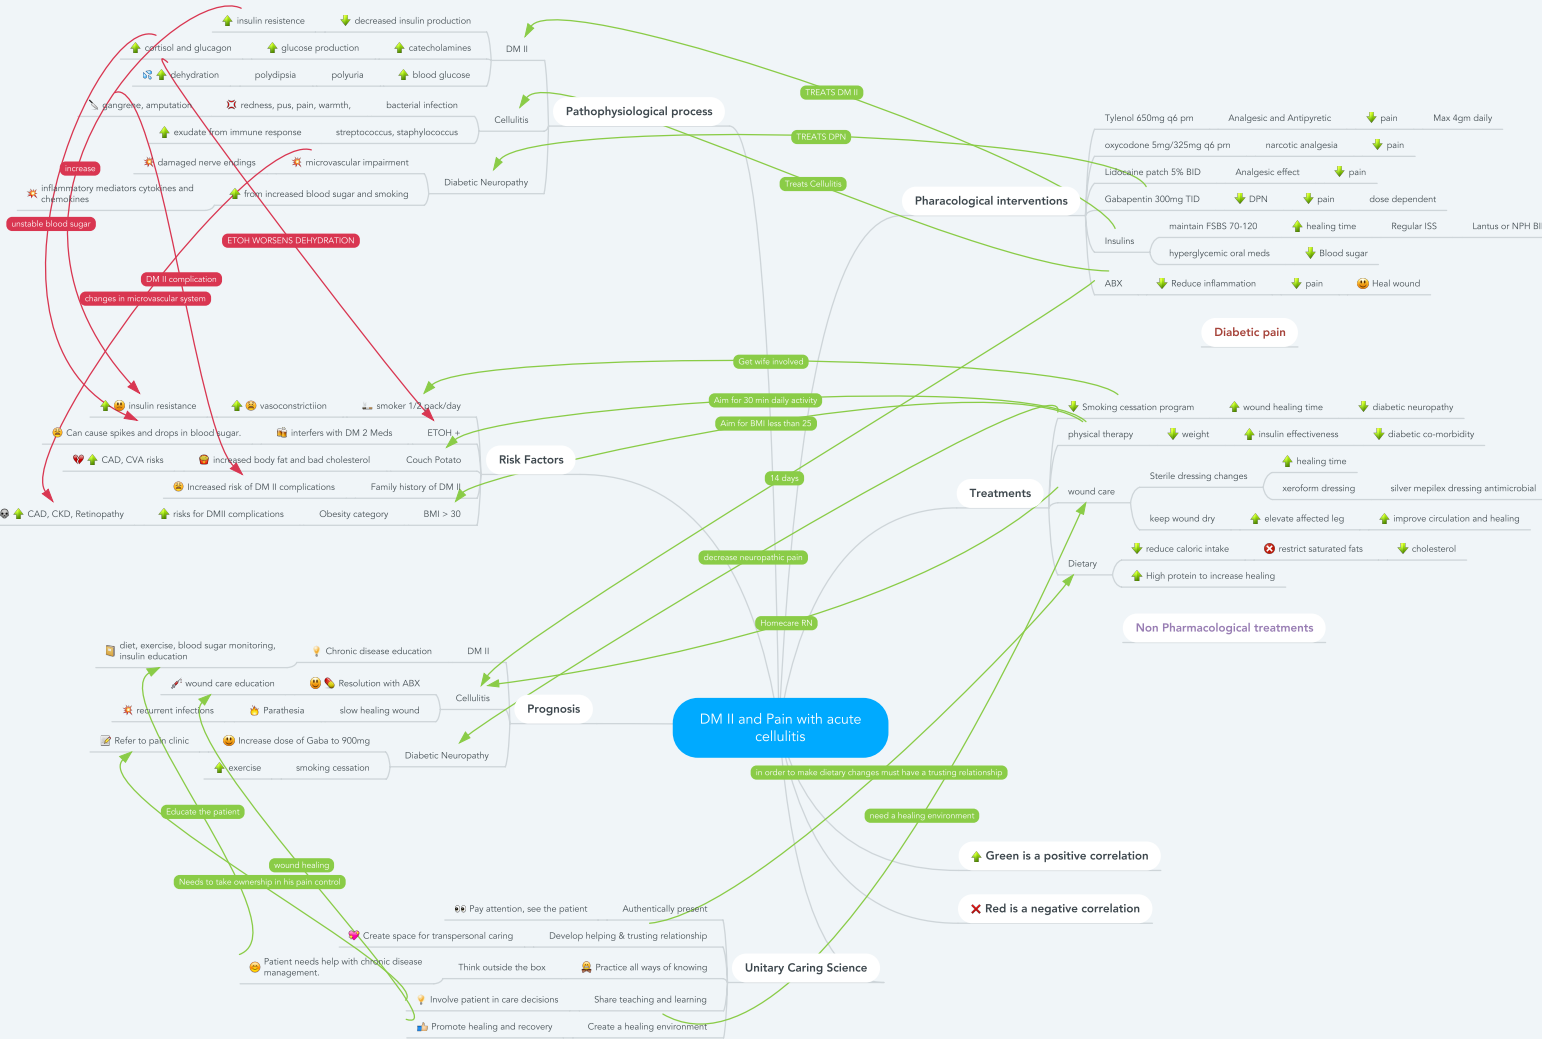 insulin resistence
decreased insulin production
cortisol and glucagon
glucose production
catecholamines
DM II
dehydration
polydipsia
polyuria
blood glucose
gangrene, amputation
redness, pus, pain, warmth,
bacterial infection
Cellulitis
exudate from immune response
streptococcus, staphylococcus
damaged nerve endings
microvascular impairment
Diabetic Neuropathy
inflammatory mediators cytokines and
chemokines
from increased blood sugar and smoking
Pathophysiological process
increase
unstable blood sugar
ETOH WORSENS DEHYDRATION
DM II complication
changes in microvascular system
TREATS DM II
TREATS DPN
Treats Cellulitis
Pharacological interventions
Tylenol 650mg q6 prn
Analgesic and Antipyretic
pain
Max 4gm daily
oxycodone 5mg/325mg q6 prn
narcotic analgesia
pain
Lidocaine patch 5% BID
Analgesic effect
pain
Gabapentin 300mg TID
DPN
pain
dose dependent
Insulins
maintain FSBS 70-120
healing time
Regular ISS
Lantus or NPH BI
hyperglycemic oral meds
Blood sugar
ABX
Reduce inflammation
pain
Heal wound
Diabetic pain
Get wife involved
Aim for 30 min daily activity
Aim for BMI less than 25
14 days
decrease neuropathic pain
Homecare RN
insulin resistance
vasoconstrictiion
smoker 1/2 pack/day
Can cause spikes and drops in blood sugar.
interfers with DM 2 Meds
ETOH +
CAD, CVA risks
increased body fat and bad cholesterol
Couch Potato
Risk Factors
Increased risk of DM II complications
Family history of DM II
CAD, CKD, Retinopathy
risks for DMII complications
Obesity category
BMI > 30
Treatments
Smoking cessation program
wound healing time
diabetic neuropathy
physical therapy
weight
insulin effectiveness
diabetic co-morbidity
wound care
Sterile dressing changes
healing time
xeroform dressing
silver mepilex dressing antimicrobial
keep wound dry
elevate affected leg
improve circulation and healing
Dietary
reduce caloric intake
restrict saturated fats
cholesterol
High protein to increase healing
Non Pharmacological treatments
diet, exercise, blood sugar monitoring,
insulin education
Chronic disease education
DM II
wound care education
Resolution with ABX
Cellulitis
recurrent infections
Parathesia
slow healing wound
Prognosis
Refer to pain clinic
Increase dose of Gaba to 900mg
Diabetic Neuropathy
exercise
smoking cessation
DM II and Pain with acute
cellulitis
in order to make dietary changes must have a trusting relationship
need a healing environment
Educate the patient
wound healing
Needs to take ownership in his pain control
Green is a positive correlation
Red is a negative correlation
Pay attention, see the patient
Authentically present
Create space for transpersonal caring
Develop helping & trusting relationship
Patient needs help with chronic disease
management.
Think outside the box
Practice all ways of knowing
Unitary Caring Science
Involve patient in care decisions
Share teaching and learning
Promote healing and recovery
Create a healing environment